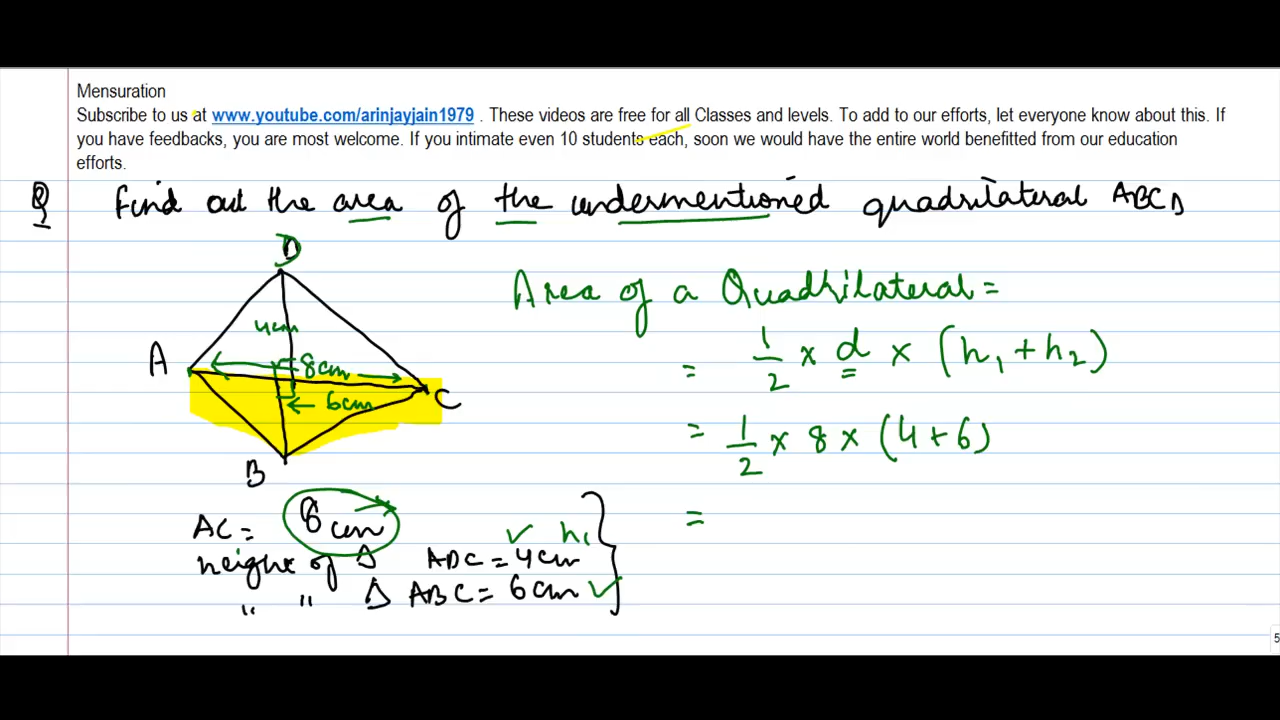 Mensuration
Subscribe to us at www.youtube.com/arinjayjain1979 . These videos are free for all Classes and levels. To add to our efforts, let everyone know about this. If
you have feedbacks, you are most welcome. If you intimate even 10 students each, soon we would have the entire world benefitted from our education
efforts.
Q Find out the area of the undermentioned quadrilateral ABCD
D
Area of a Quadrilateral =
4cm
= 1/2 × d × (h₁ + h₂)
A
8cm
6cm
C
= 1/2 × 8 × (4 + 6)
B
AC = 8 cm
=
height of Δ ADC = 4cm ✓ h₁
" " Δ ABC = 6cm ✓
5